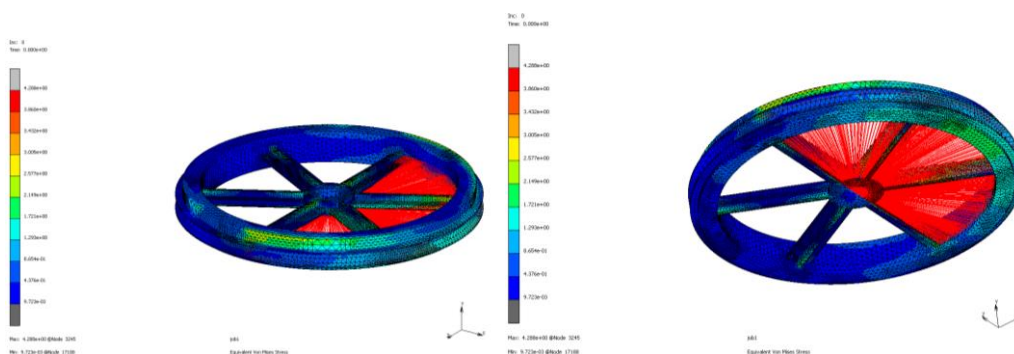 Inc: 0
Time: 0.000e+00
4.288e+00
3.860e+00
3.432e+00
3.005e+00
2.577e+00
2.149e+00
1.721e+00
1.293e+00
8.654e-01
4.376e-01
9.723e-03
Max: 4.288e+00 @Node 3245
Min: 9.723e-03 @Node 17188
job1
Equivalent Von Mises Stress
Inc: 0
Time: 0.000e+00
4.288e+00
3.860e+00
3.432e+00
3.005e+00
2.577e+00
2.149e+00
1.721e+00
1.293e+00
8.654e-01
4.376e-01
9.723e-03
Max: 4.288e+00 @Node 3245
Min: 9.723e-03 @Node 17188
job1
Equivalent Von Mises Stress